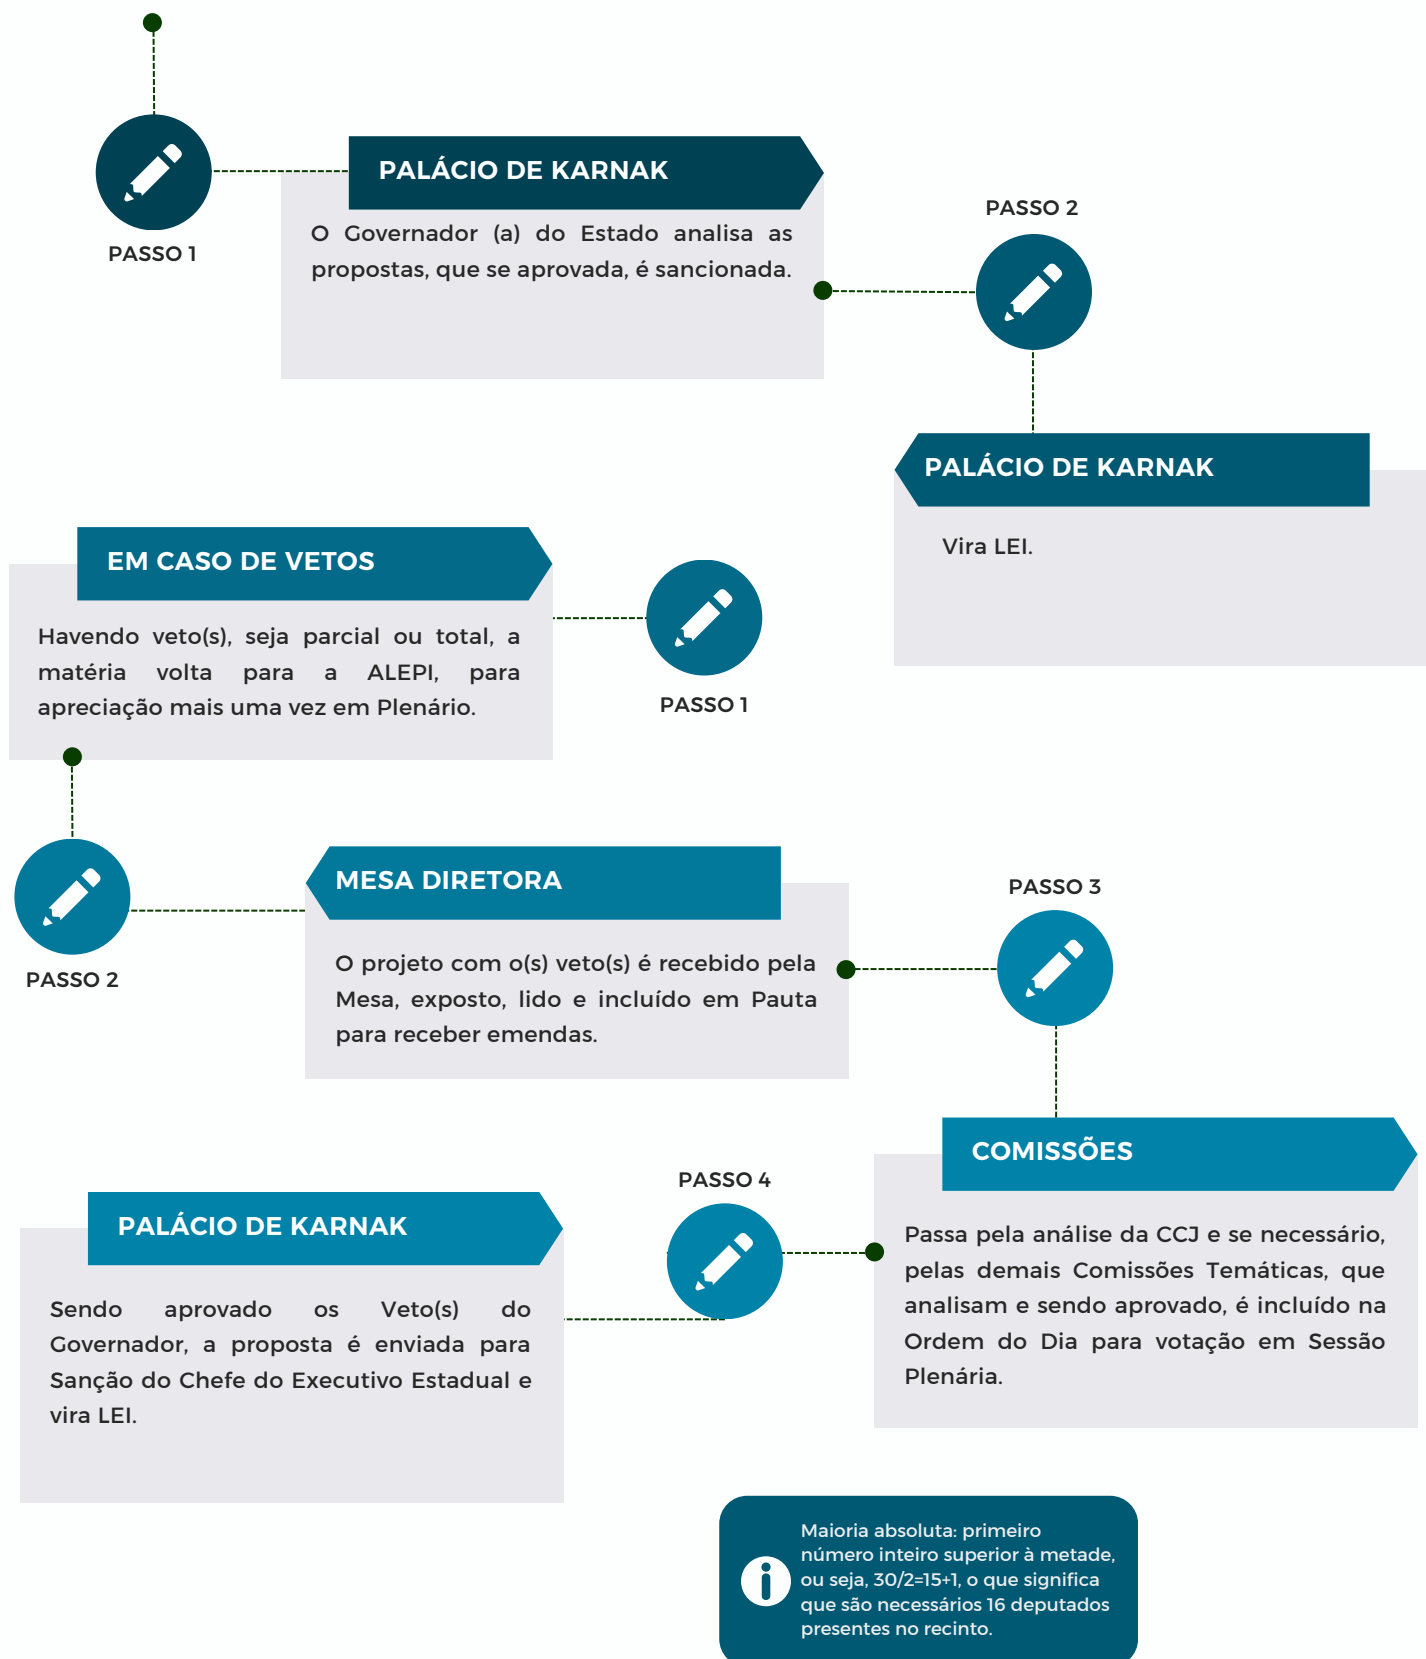 PASSO 1
PALÁCIO DE KARNAK
O Governador (a) do Estado analisa as
propostas, que se aprovada, é sancionada.
PASSO 2
PALÁCIO DE KARNAK
Vira LEI.
EM CASO DE VETOS
Havendo veto(s), seja parcial ou total, a
matéria volta para a ALEPI, para
apreciação mais uma vez em Plenário.
PASSO 1
PASSO 2
MESA DIRETORA
O projeto com o(s) veto(s) é recebido pela
Mesa, exposto, lido e incluído em Pauta
para receber emendas.
PASSO 3
COMISSÕES
Passa pela análise da CCJ e se necessário,
pelas demais Comissões Temáticas, que
analisam e sendo aprovado, é incluído na
Ordem do Dia para votação em Sessão
Plenária.
PASSO 4
PALÁCIO DE KARNAK
Sendo aprovado os Veto(s) do
Governador, a proposta é enviada para
Sanção do Chefe do Executivo Estadual e
vira LEI.
Maioria absoluta: primeiro
número inteiro superior à metade,
ou seja, 30/2=15+1, o que significa
que são necessários 16 deputados
presentes no recinto.